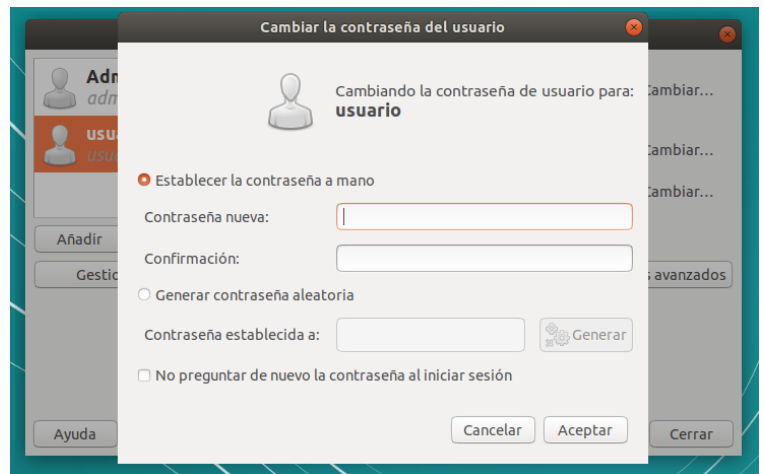 Cambiar la contraseña del usuario
Adn
adm
Cambiando la contraseña de usuario para:
usuario
Cambiar...
usu
usu
Cambiar...
Establecer la contraseña a mano
Cambiar...
Contraseña nueva:
Añadir
Confirmación:
Gestio
s avanzados
Generar contraseña aleatoria
Contraseña establecida a:
Generar
No preguntar de nuevo la contraseña al iniciar sesión
Ayuda
Cancelar
Aceptar
Cerrar